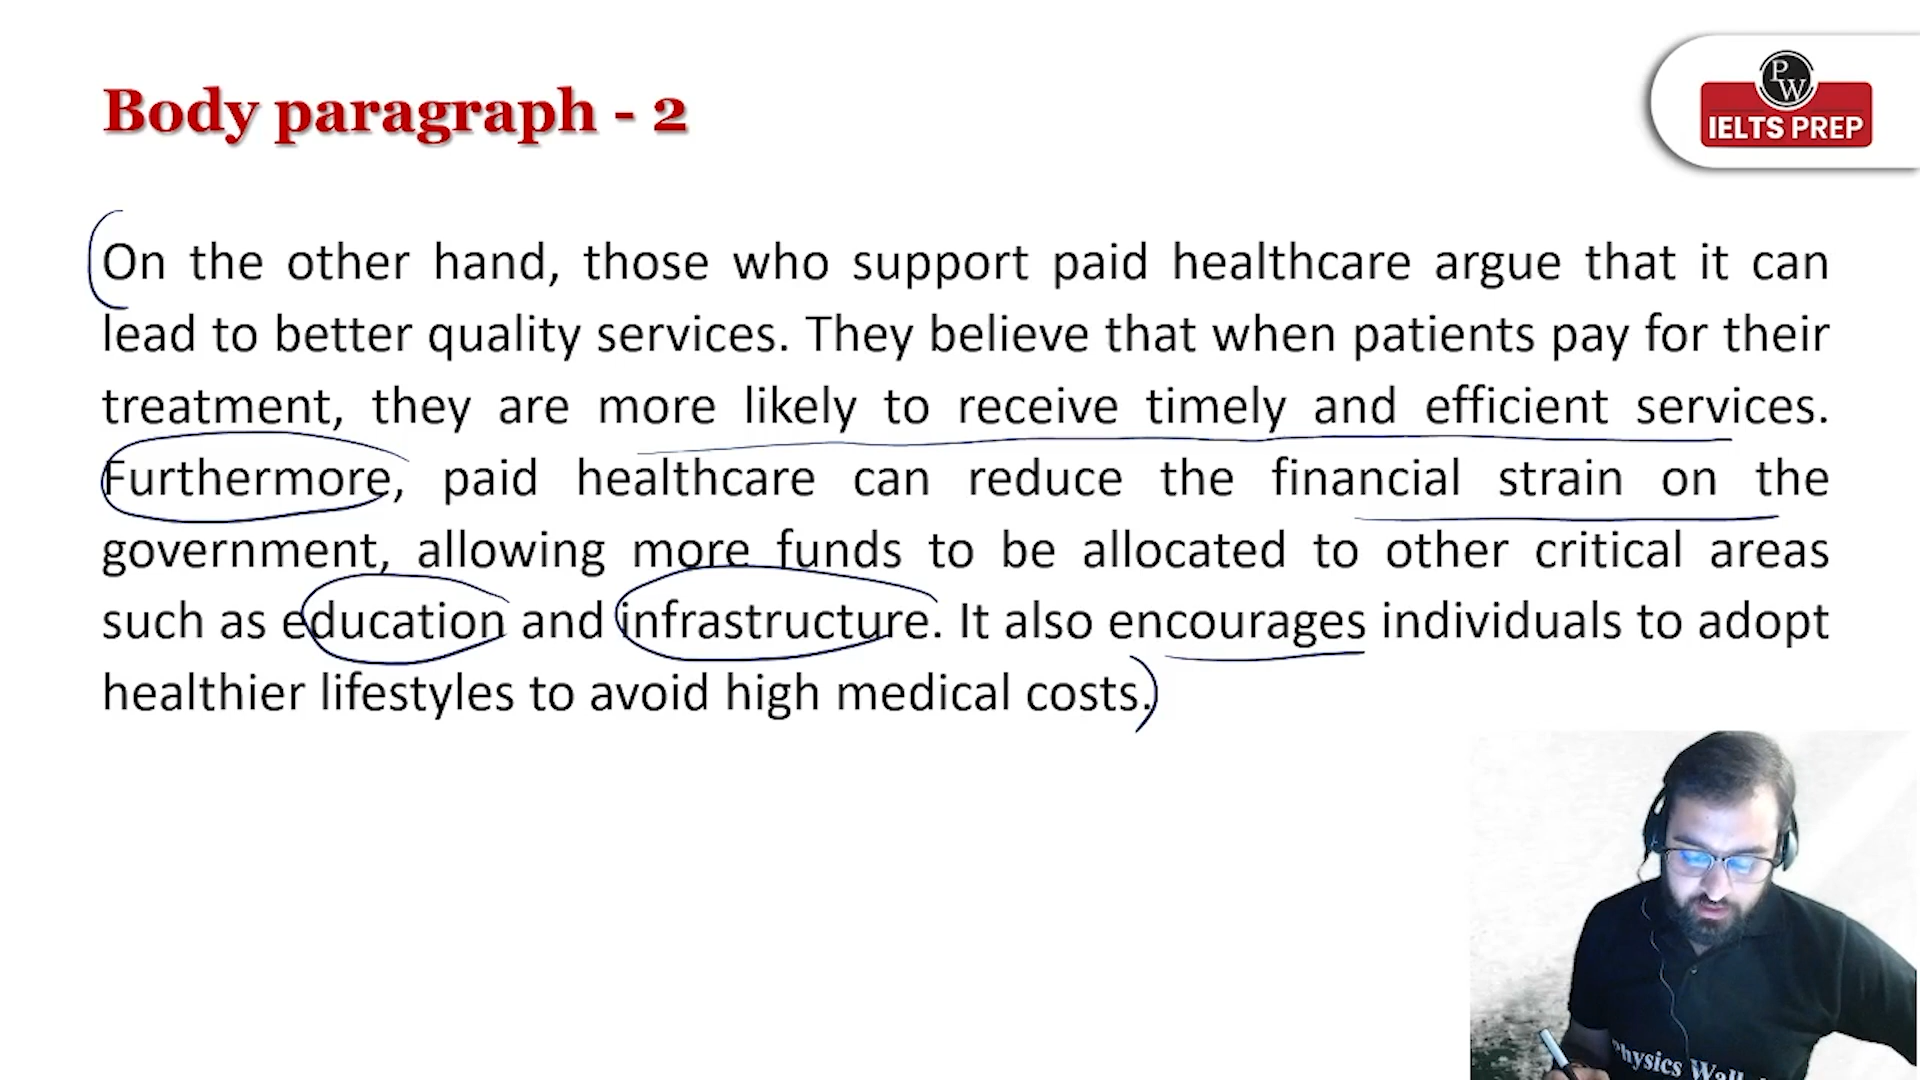 Body paragraph - 2
PW
IELTS PREP
On the other hand, those who support paid healthcare argue that it can
lead to better quality services. They believe that when patients pay for their
treatment, they are more likely to receive timely and efficient services.
Furthermore, paid healthcare can reduce the financial strain on the
government, allowing more funds to be allocated to other critical areas
such as education and infrastructure. It also encourages individuals to adopt
healthier lifestyles to avoid high medical costs.
Physics